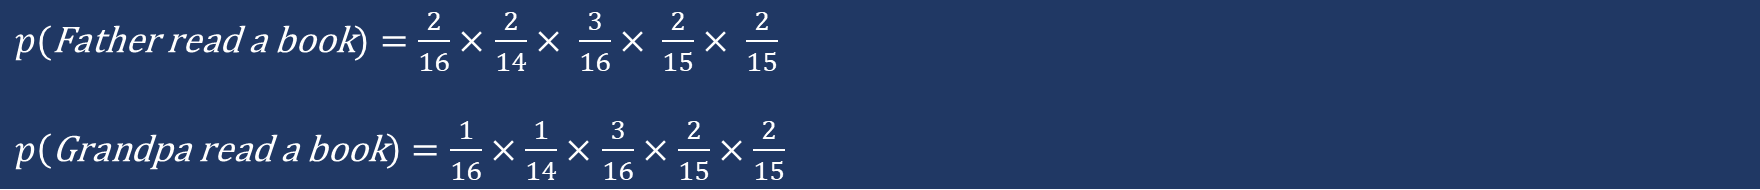 p(Father read a book) = 2/16 × 2/14 × 3/16 × 2/15 × 2/15
p(Grandpa read a book) = 1/16 × 1/14 × 3/16 × 2/15 × 2/15